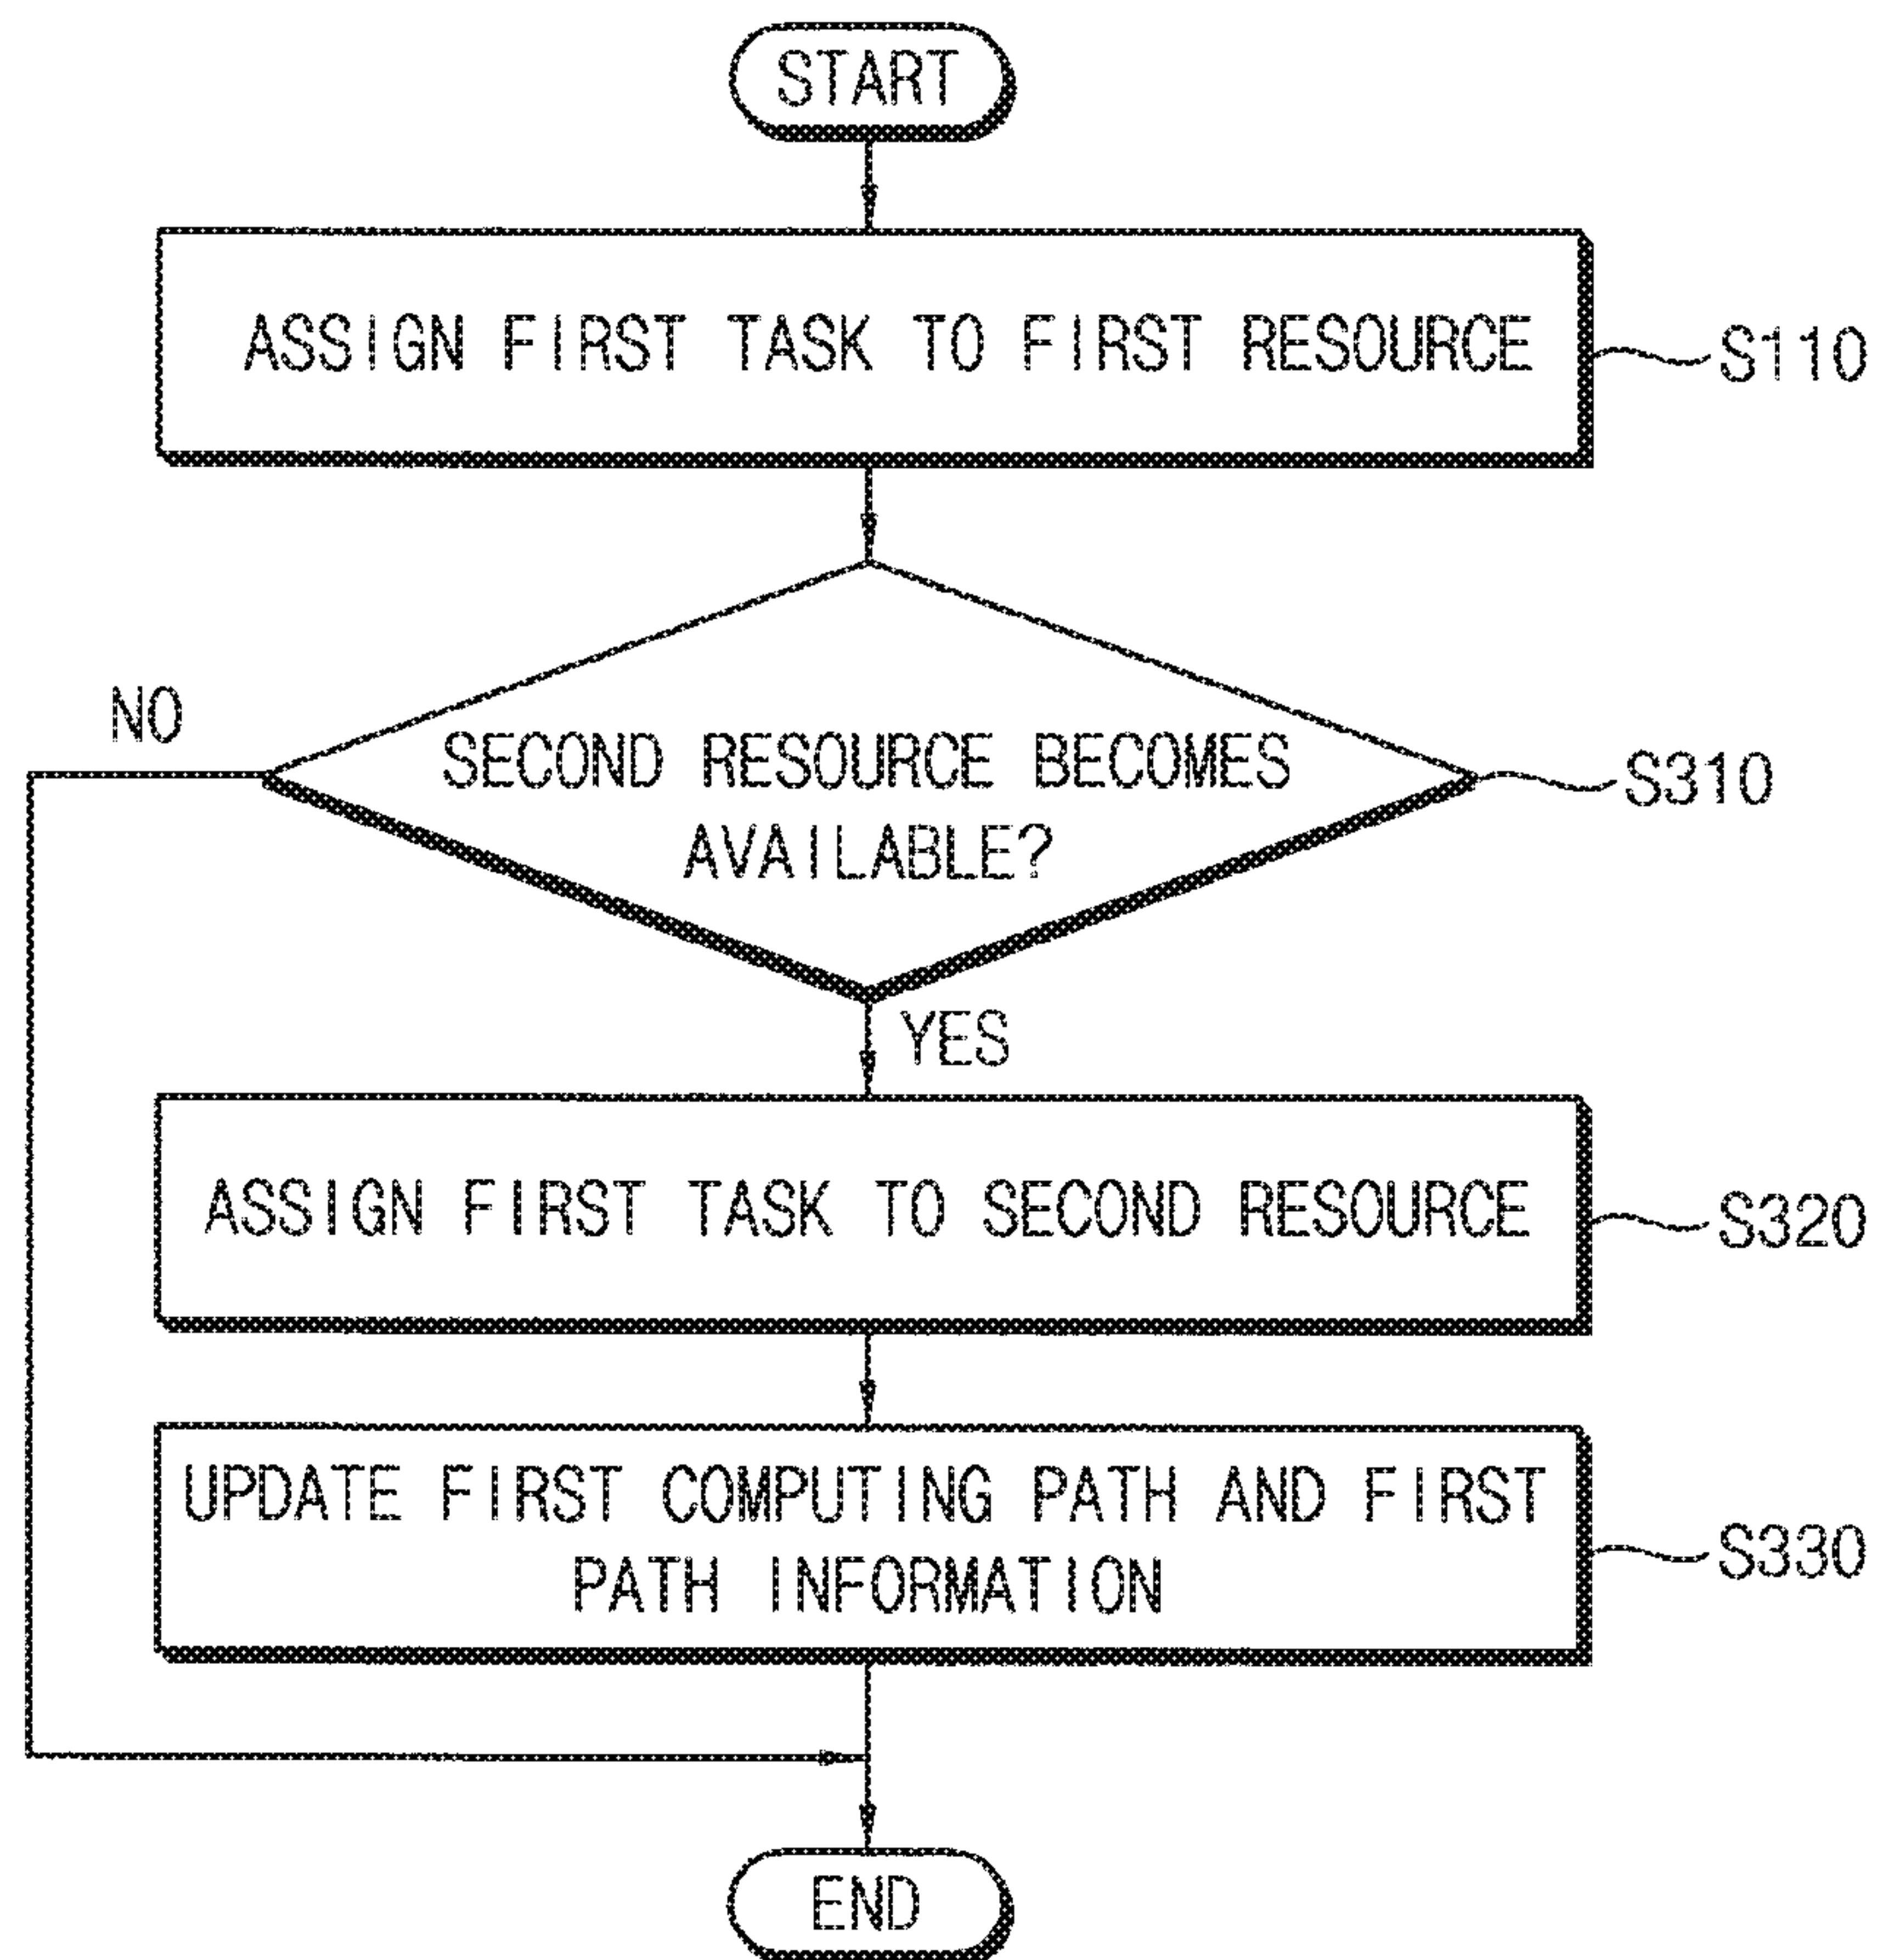 START
ASSIGN FIRST TASK TO FIRST RESOURCE
S110
NO
SECOND RESOURCE BECOMES
AVAILABLE?
S310
YES
ASSIGN FIRST TASK TO SECOND RESOURCE
S320
UPDATE FIRST COMPUTING PATH AND FIRST
PATH INFORMATION
S330
END